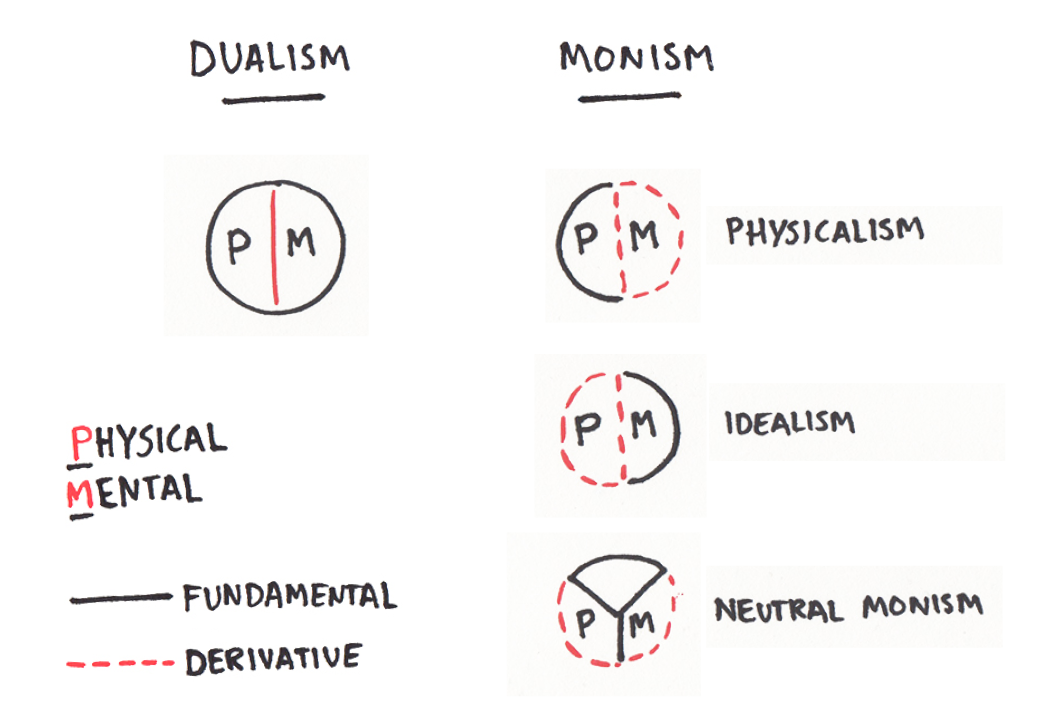 DUALISM
MONISM
P M
P M
PHYSICALISM
P M
IDEALISM
PHYSICAL
MENTAL
P M
NEUTRAL MONISM
FUNDAMENTAL
DERIVATIVE